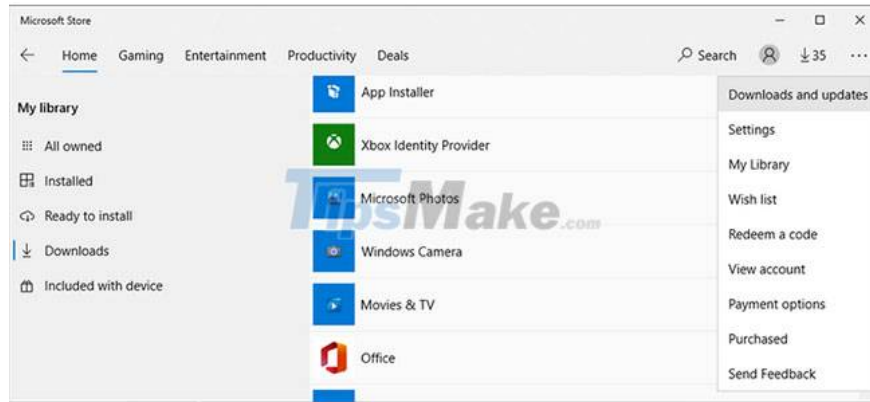 Microsoft Store
Home Gaming Entertainment Productivity Deals Search 35
My library
All owned
Installed
Ready to install
Downloads
Included with device
App Installer
Xbox Identity Provider
Microsoft Photos
Windows Camera
Movies & TV
Office
Downloads and updates
Settings
My Library
Wish list
Redeem a code
View account
Payment options
Purchased
Send Feedback
TipsMake.com